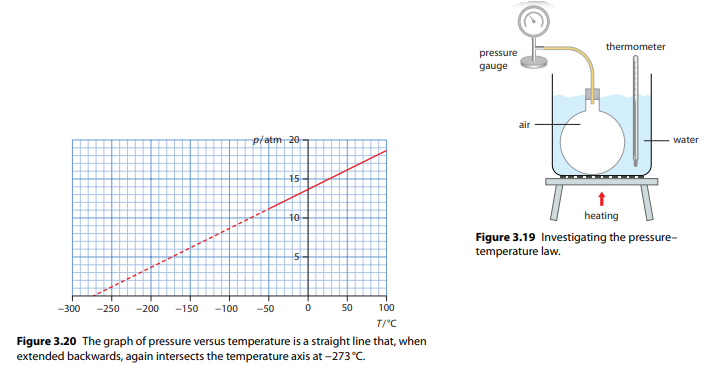 p/atm 20
15
10
5
−300 −250 −200 −150 −100 −50 0 50 100
T/°C
Figure 3.20 The graph of pressure versus temperature is a straight line that, when
extended backwards, again intersects the temperature axis at −273 °C.
pressure
gauge
thermometer
air
water
heating
Figure 3.19 Investigating the pressure–
temperature law.